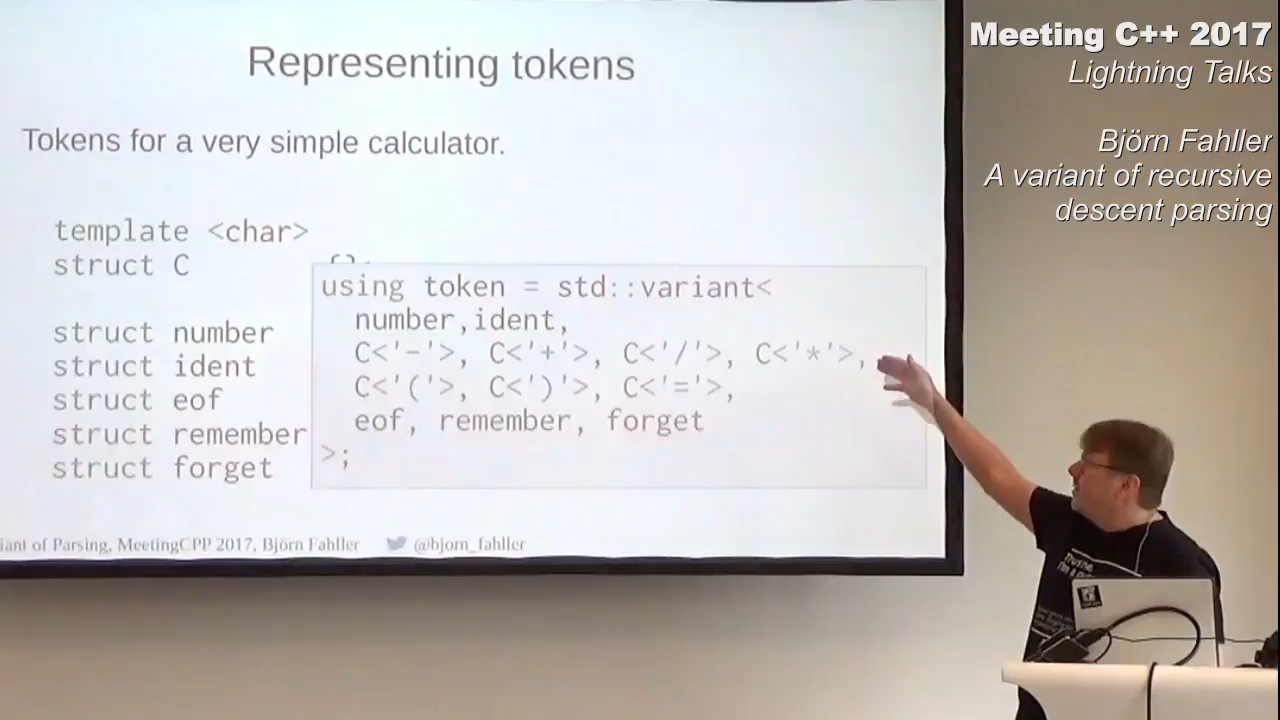 Representing tokens
Tokens for a very simple calculator.
template <char>
struct C
struct number
struct ident
struct eof
struct remember
struct forget
using token = std::variant<
number,ident,
C<'-'>, C<'+'>, C<'/'>, C<'*'>,
C<'('>, C<')'>, C<'='>,
eof, remember, forget
>;
of Parsing, MeetingCPP 2017, Björn Fahller
@bjorn_fahller
Meeting C++ 2017
Lightning Talks
Björn Fahller
A variant of recursive
descent parsing